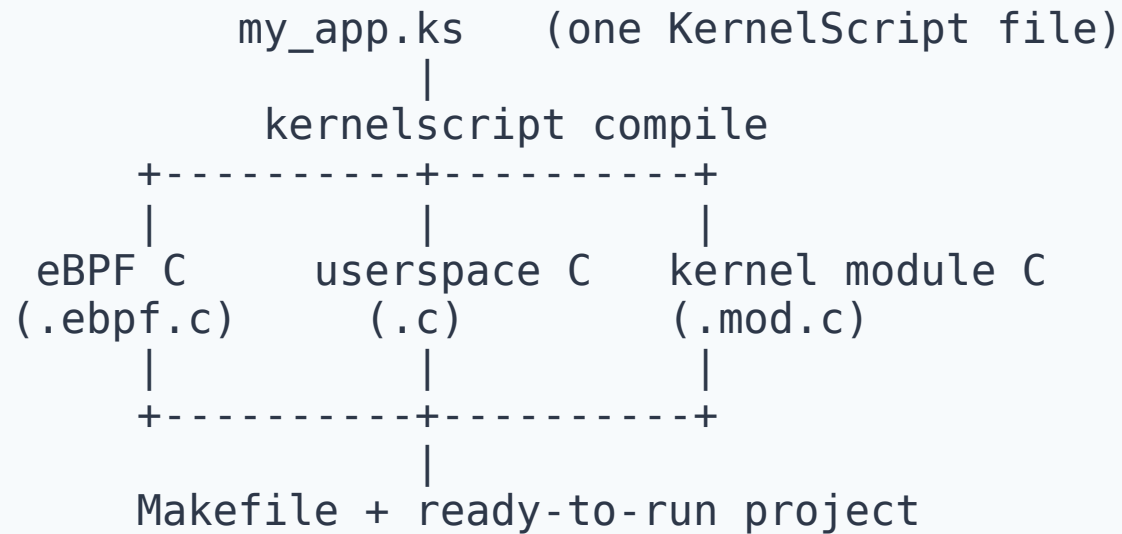 my_app.ks   (one KernelScript file)
|
kernelscript compile
+----------+----------+
|          |          |
eBPF C     userspace C   kernel module C
(.ebpf.c)     (.c)        (.mod.c)
|          |          |
+----------+----------+
|
Makefile + ready-to-run project